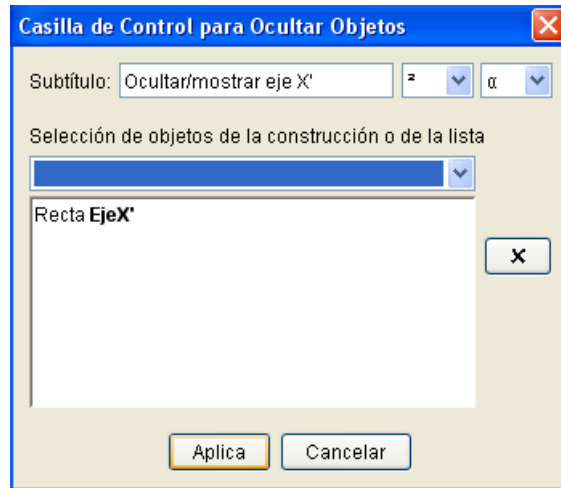 Casilla de Control para Ocultar Objetos
Subtítulo: Ocultar/mostrar eje X' ² α
Selección de objetos de la construcción o de la lista
Recta EjeX'
Aplica Cancelar